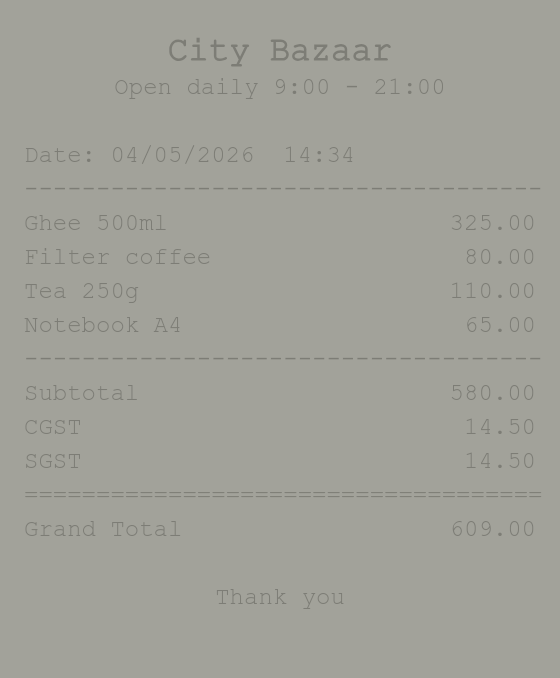 City Bazaar
Open daily 9:00 - 21:00
Date: 04/05/2026  14:34
------------------------------------
Ghee 500ml 325.00
Filter coffee 80.00
Tea 250g 110.00
Notebook A4 65.00
------------------------------------
Subtotal 580.00
CGST 14.50
SGST 14.50
====================================
Grand Total 609.00
Thank you